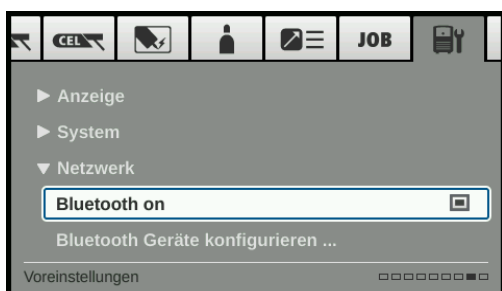 CEL
JOB
Anzeige
System
Netzwerk
Bluetooth on
Bluetooth Geräte konfigurieren ...
Voreinstellungen